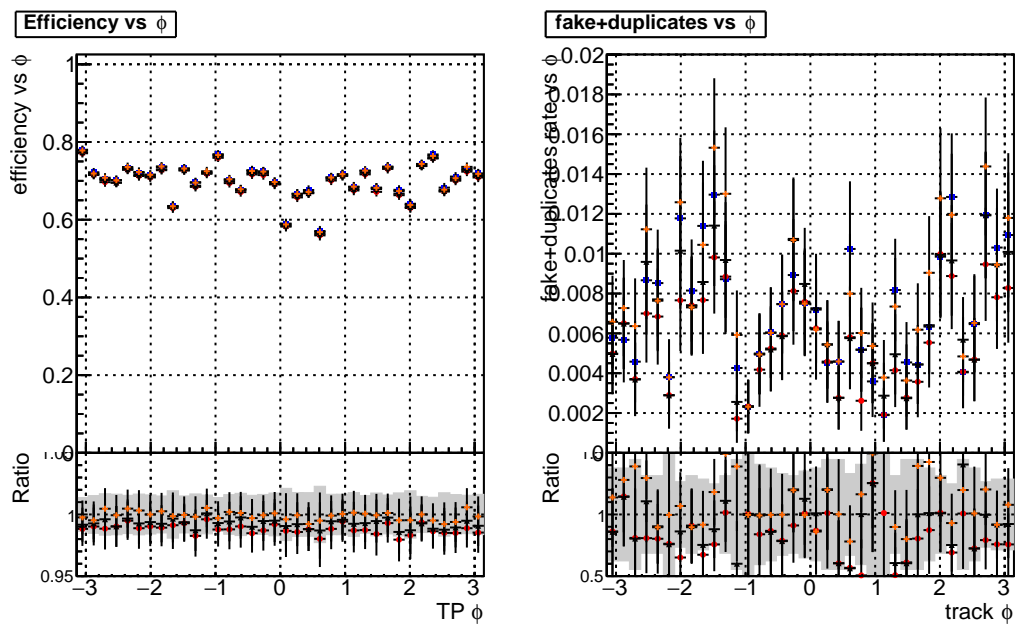 Efficiency vs ϕ
efficiency vs ϕ
1
0.8
0.6
0.4
0.2
0
Ratio
1
0.95
−3 −2 −1 0 1 2 3
TP ϕ
fake+duplicates vs ϕ
fake+duplicates rate vs ϕ
0.02
0.018
0.016
0.014
0.012
0.01
0.008
0.006
0.004
0.002
Ratio
1
0.5
−3 −2 −1 0 1 2 3
track ϕ